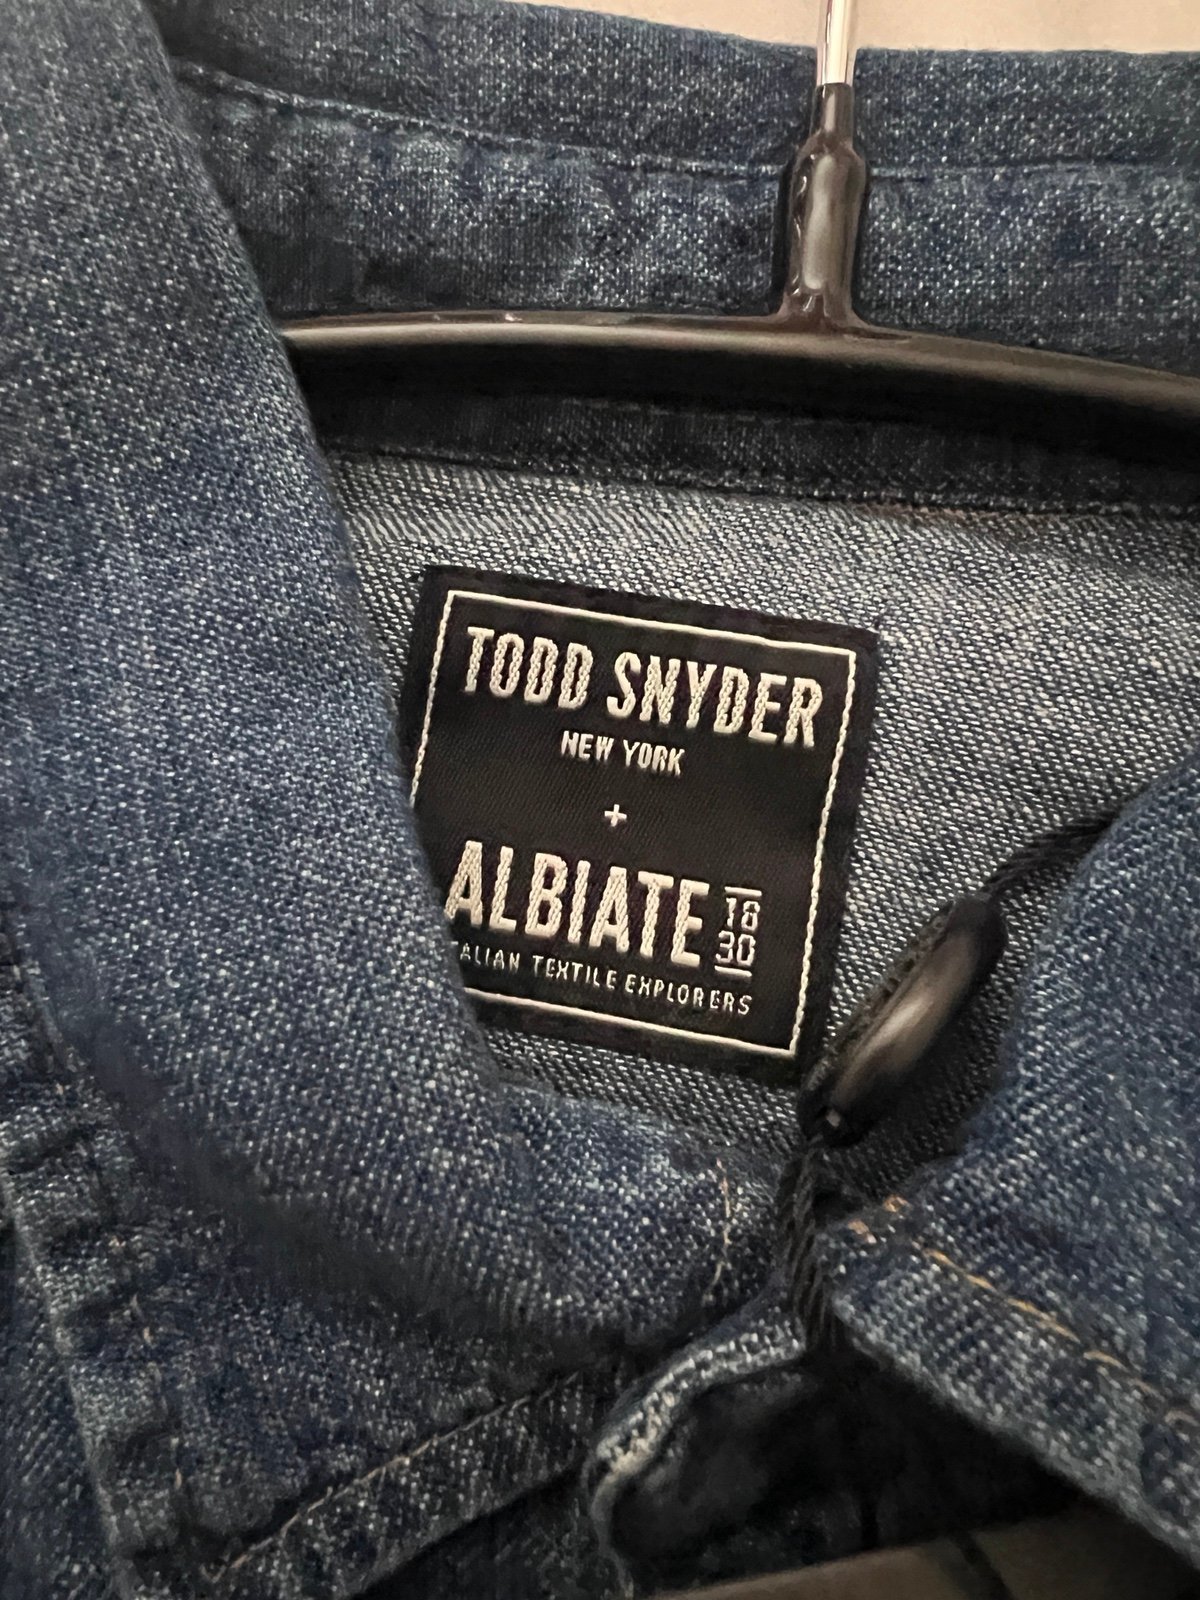 TODD SNYDER
NEW YORK
+
ALBIATE 18
30
ALIAN TEXTILE EXPLORERS